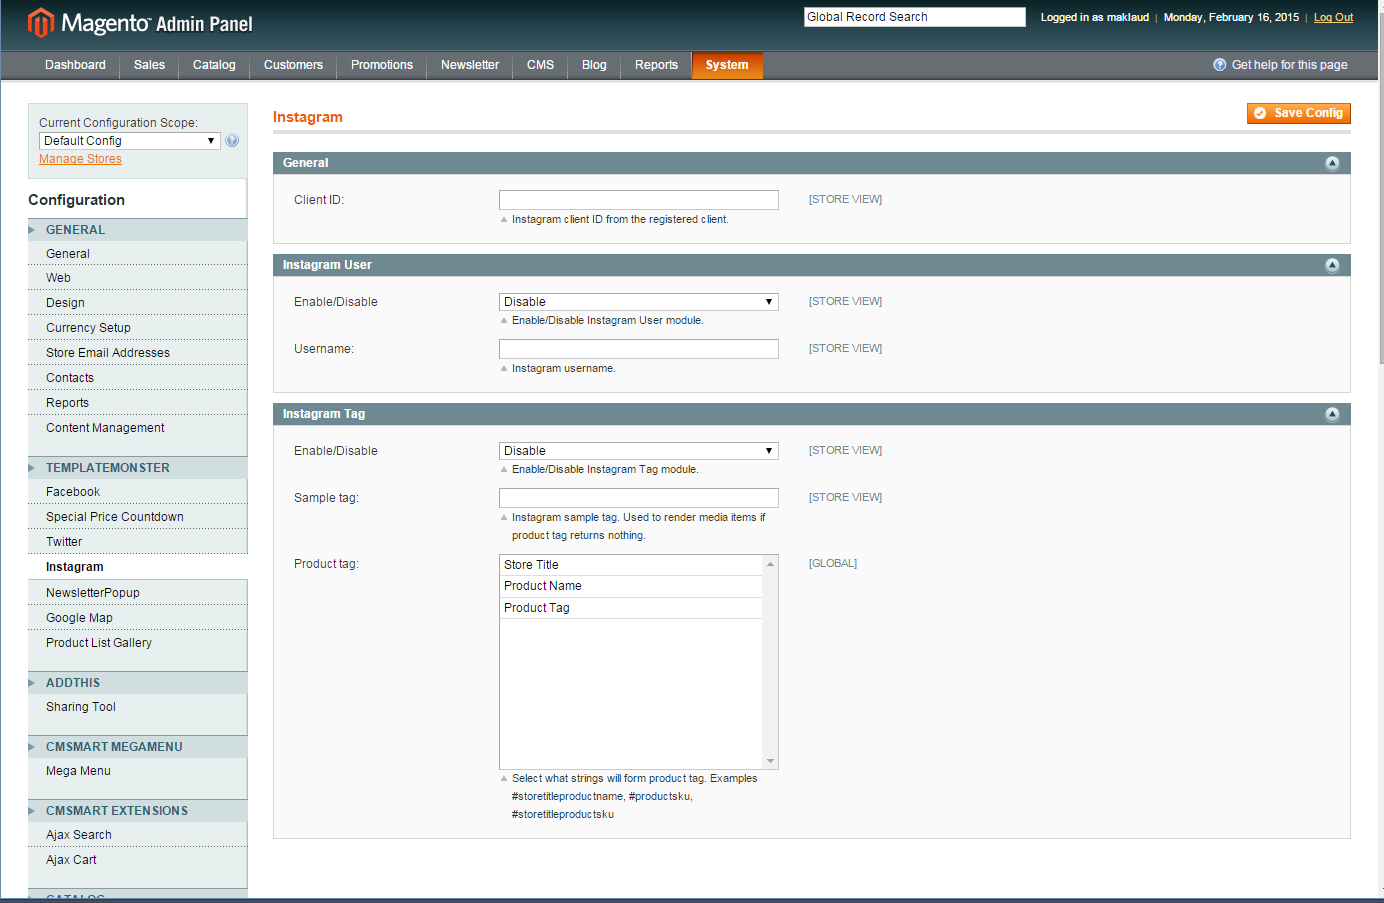 Magento™ Admin Panel
Global Record Search
Logged in as maklaud | Monday, February 16, 2015 | Log Out
Dashboard Sales Catalog Customers Promotions Newsletter CMS Blog Reports System
Get help for this page
Current Configuration Scope:
Default Config
Manage Stores
Configuration
GENERAL
General
Web
Design
Currency Setup
Store Email Addresses
Contacts
Reports
Content Management
TEMPLATEMONSTER
Facebook
Special Price Countdown
Twitter
Instagram
NewsletterPopup
Google Map
Product List Gallery
ADDTHIS
Sharing Tool
CMSMART MEGAMENU
Mega Menu
CMSMART EXTENSIONS
Ajax Search
Ajax Cart
CATALOG
Instagram
Save Config
General
Client ID: [STORE VIEW]
Instagram client ID from the registered client.
Instagram User
Enable/Disable Disable [STORE VIEW]
Enable/Disable Instagram User module.
Username: [STORE VIEW]
Instagram username.
Instagram Tag
Enable/Disable Disable [STORE VIEW]
Enable/Disable Instagram Tag module.
Sample tag: [STORE VIEW]
Instagram sample tag. Used to render media items if
product tag returns nothing.
Product tag: Store Title [GLOBAL]
Product Name
Product Tag
Select what strings will form product tag. Examples
#storetitleproductname, #productsku,
#storetitleproductsku